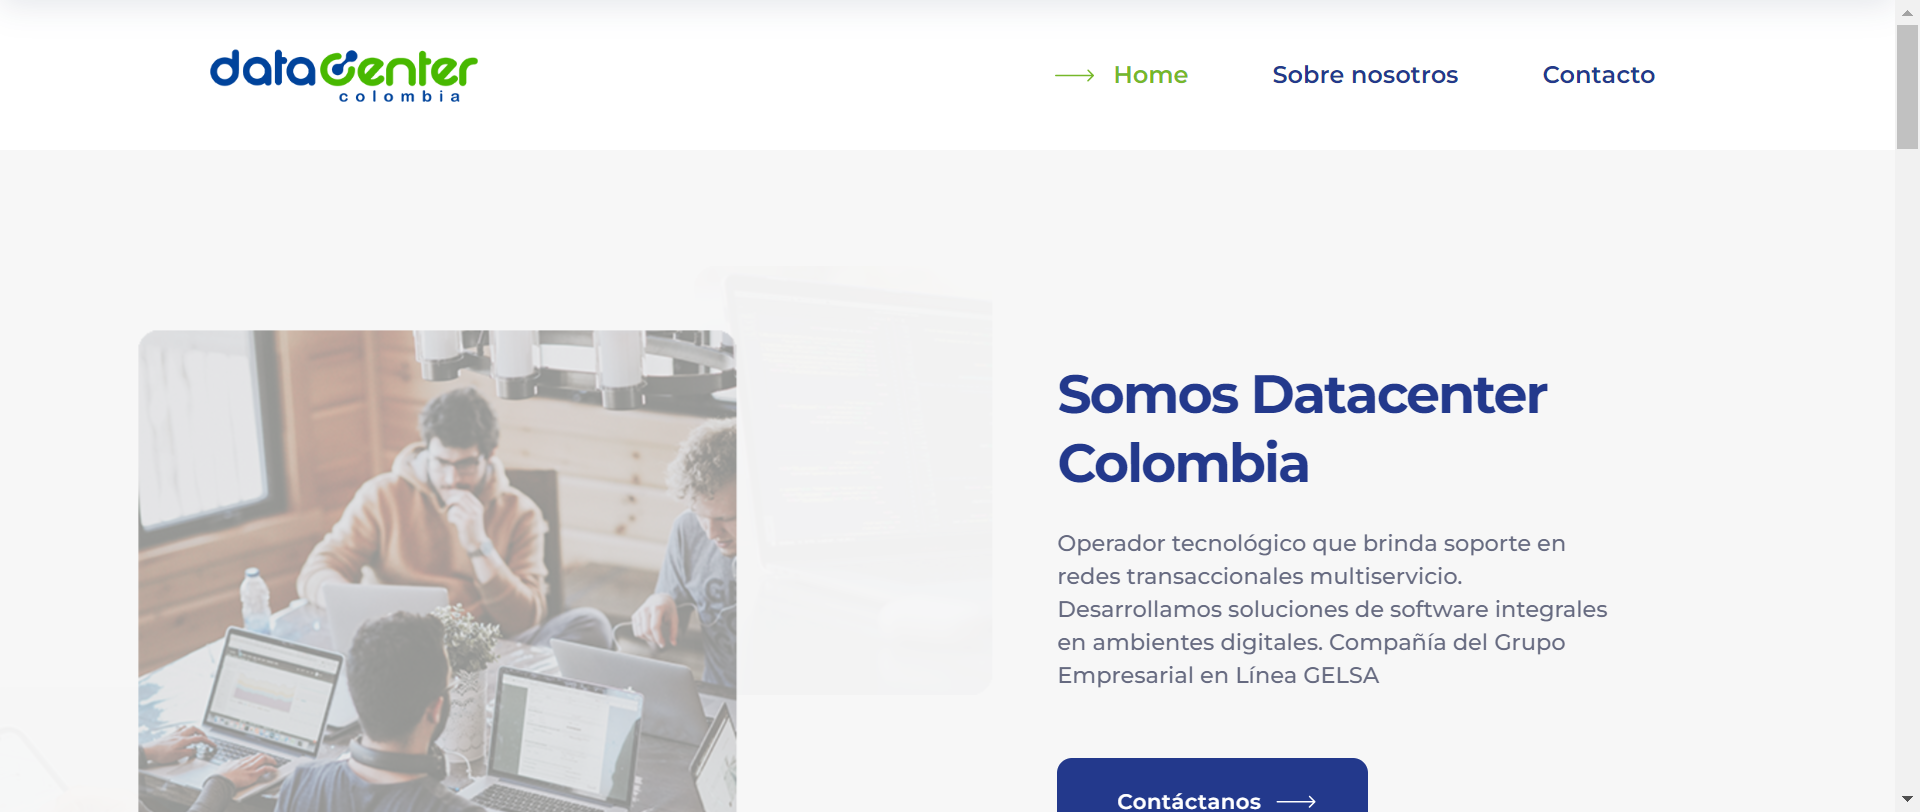 datacenter
colombia
Home
Sobre nosotros
Contacto
Somos Datacenter
Colombia
Operador tecnológico que brinda soporte en
redes transaccionales multiservicio.
Desarrollamos soluciones de software integrales
en ambientes digitales. Compañía del Grupo
Empresarial en Línea GELSA
Contáctanos